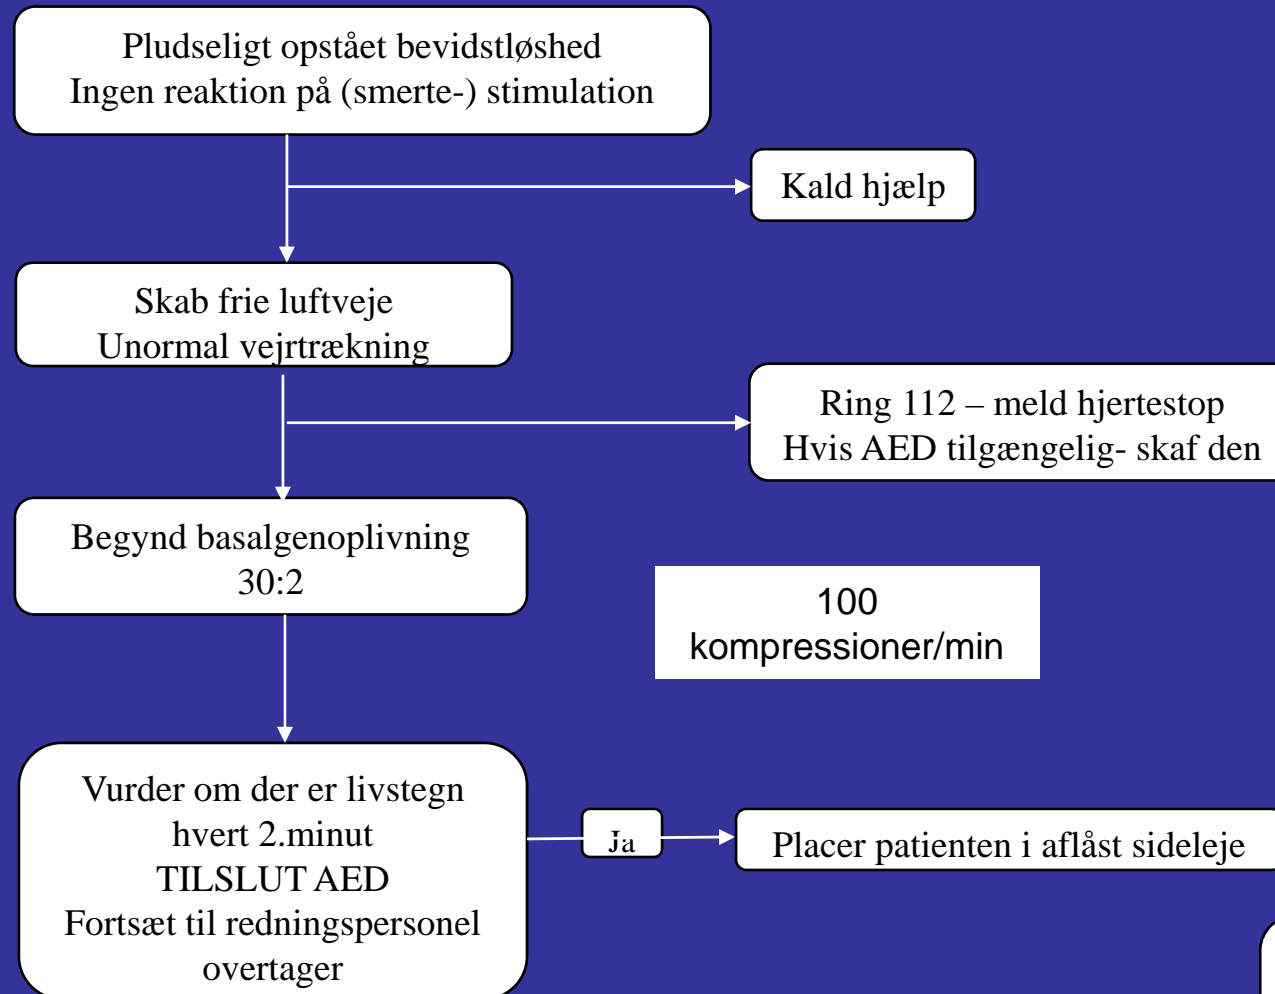 Pludseligt opstået bevidstløshed
Ingen reaktion på (smerte-) stimulation
Kald hjælp
Skab frie luftveje
Unormal vejrtrækning
Ring 112 – meld hjertestop
Hvis AED tilgængelig- skaf den
Begynd basalgenoplivning
30:2
100
kompressioner/min
Vurder om der er livstegn
hvert 2.minut
TILSLUT AED
Fortsæt til redningspersonel
overtager
Ja
Placer patienten i aflåst sideleje